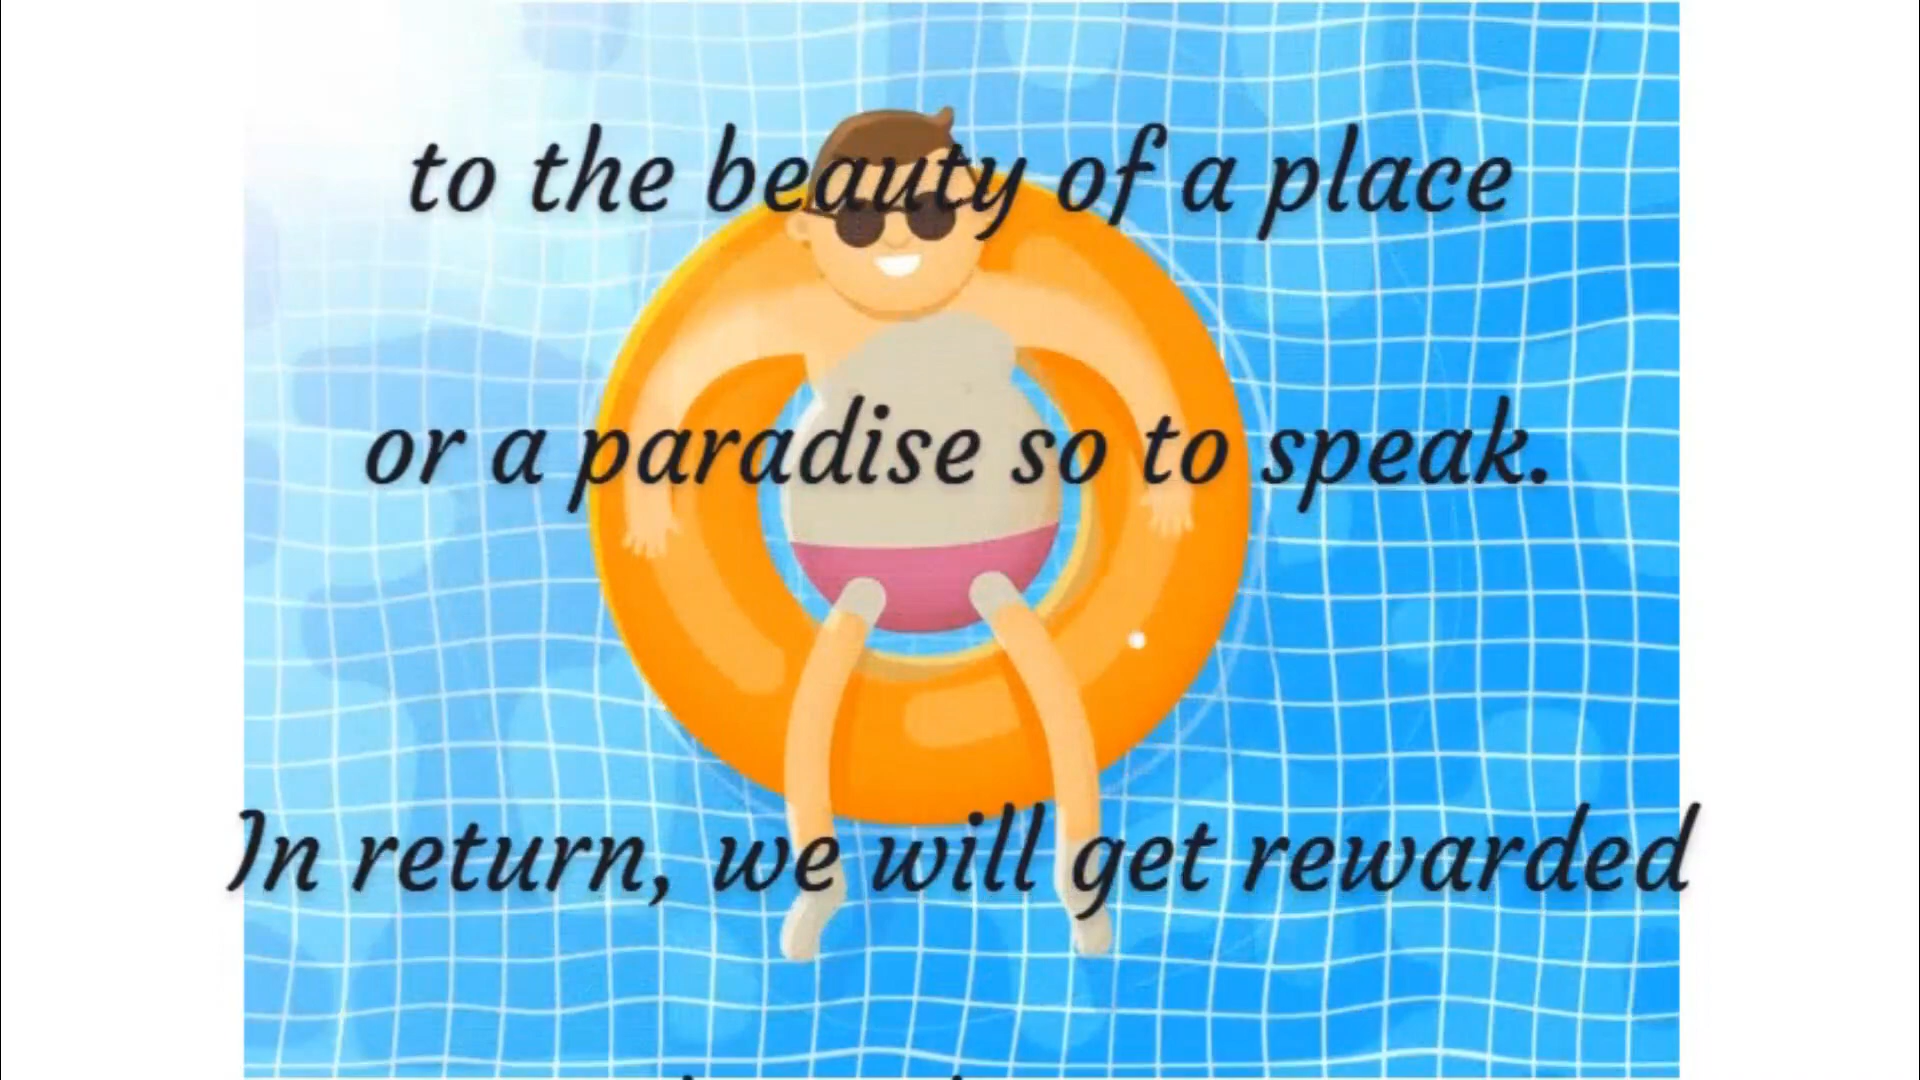 to the beauty of a place
or a paradise so to speak.
In return, we will get rewarded